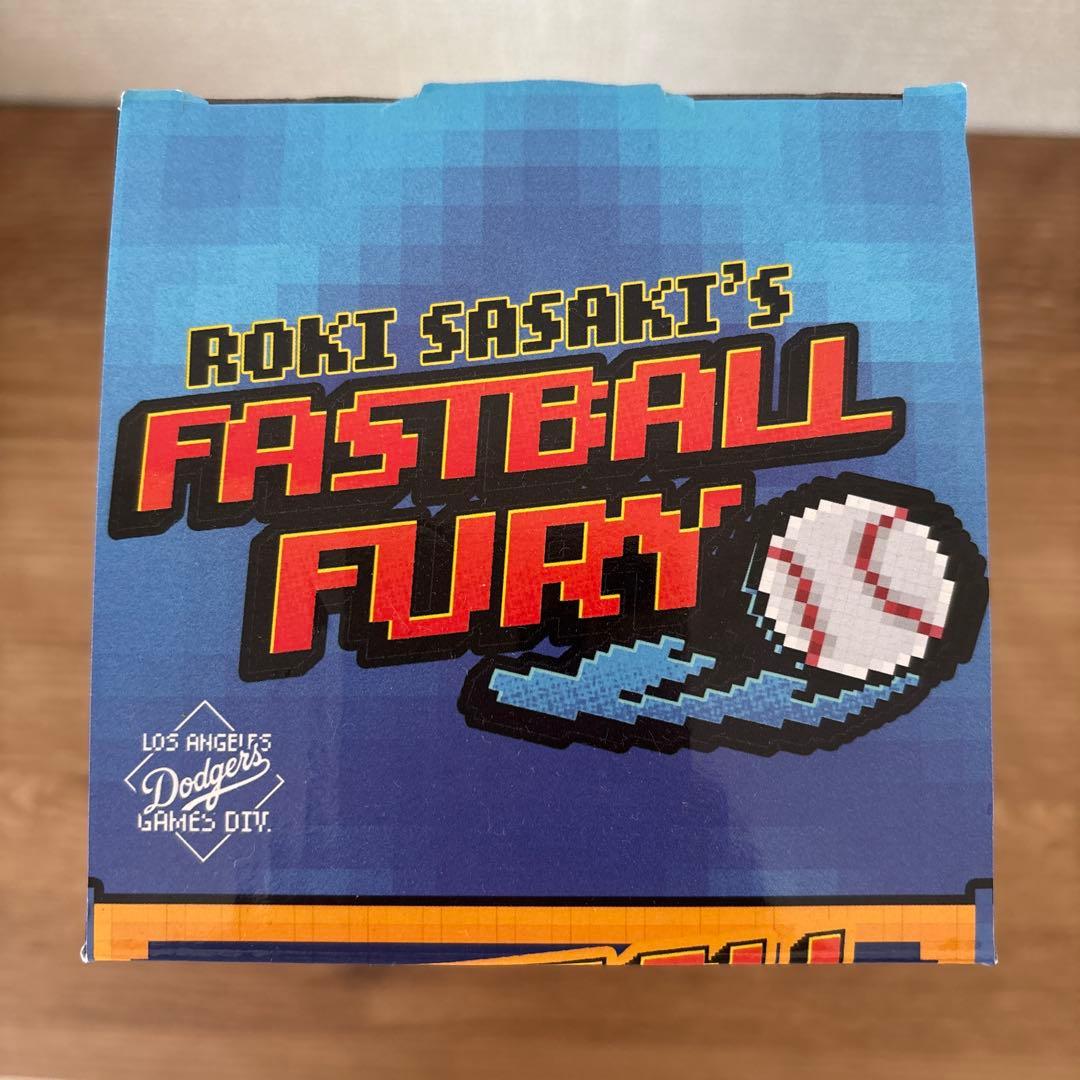 ROKI SASAKI'S
FASTBALL
FURY
LOS ANGELES
Dodgers
GAMES DIV.